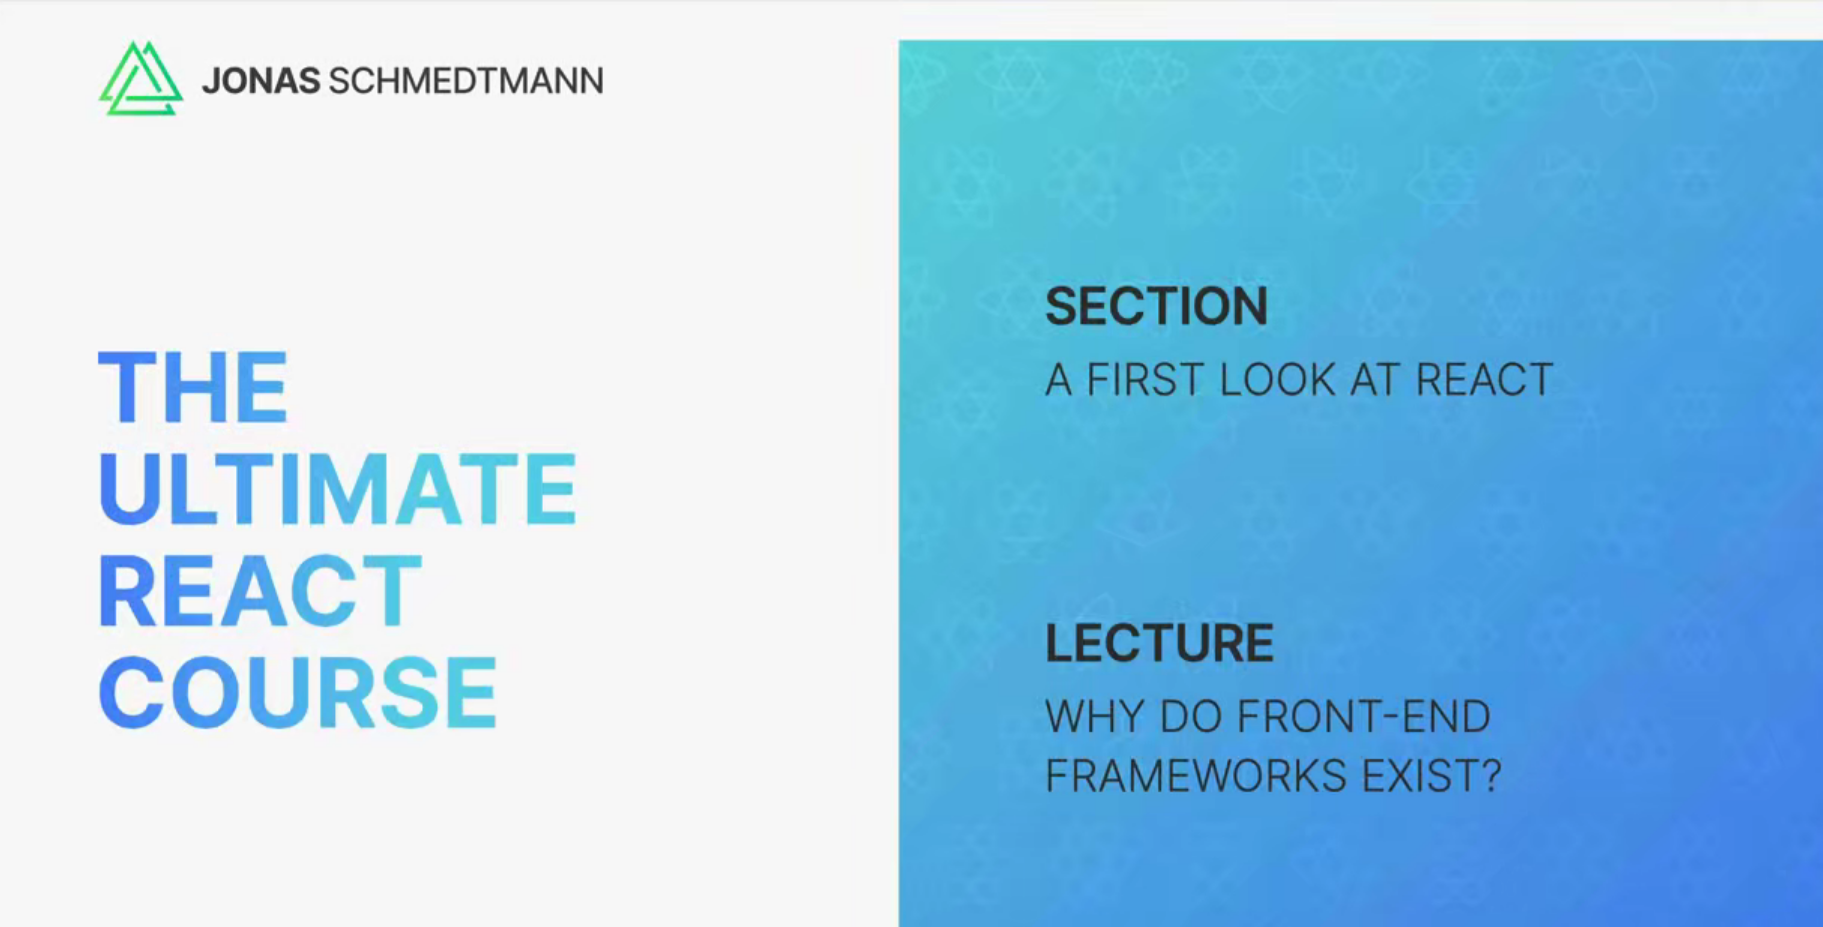 JONAS SCHMEDTMANN
THE
ULTIMATE
REACT
COURSE
SECTION
A FIRST LOOK AT REACT
LECTURE
WHY DO FRONT-END
FRAMEWORKS EXIST?